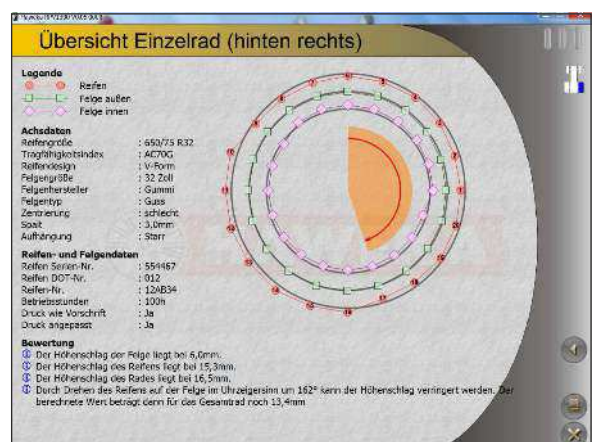 Übersicht Einzelrad (hinten rechts)
Legende
Reifen
Felge außen
Felge innen
Achsdaten
Reifengröße : 650/75 R32
Tragfähigkeitsindex : AC70G
Reifendesign : V-Form
Felgengröße : 32 Zoll
Felgenhersteller : Gummi
Felgentyp : Guss
Zentrierung : schlecht
Spalt : 3,0mm
Aufhängung : Starr
Reifen- und Felgendaten
Reifen Serien-Nr. : 554467
Reifen DOT-Nr. : 012
Reifen-Nr. : 12AB34
Betriebsstunden : 100h
Druck wie Vorschrift : Ja
Druck angepasst : Ja
Bewertung
Der Höhenschlag der Felge liegt bei 6,0mm.
Der Höhenschlag des Reifens liegt bei 15,3mm.
Der Höhenschlag des Rades liegt bei 16,5mm.
Durch Drehen des Reifens auf der Felge im Uhrzeigersinn um 162° kann der Höhenschlag verringert werden. Der
berechnete Wert beträgt dann für das Gesamtrad noch 13,4mm